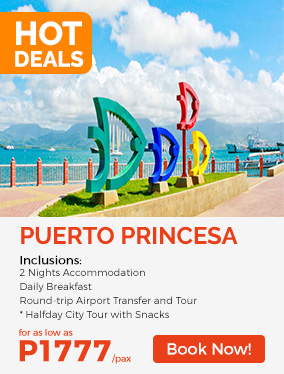 HOT
DEALS
PUERTO PRINCESA
Inclusions:
2 Nights Accommodation
Daily Breakfast
Round-trip Airport Transfer and Tour
* Halfday City Tour with Snacks
for as low as
P1777/pax
Book Now!